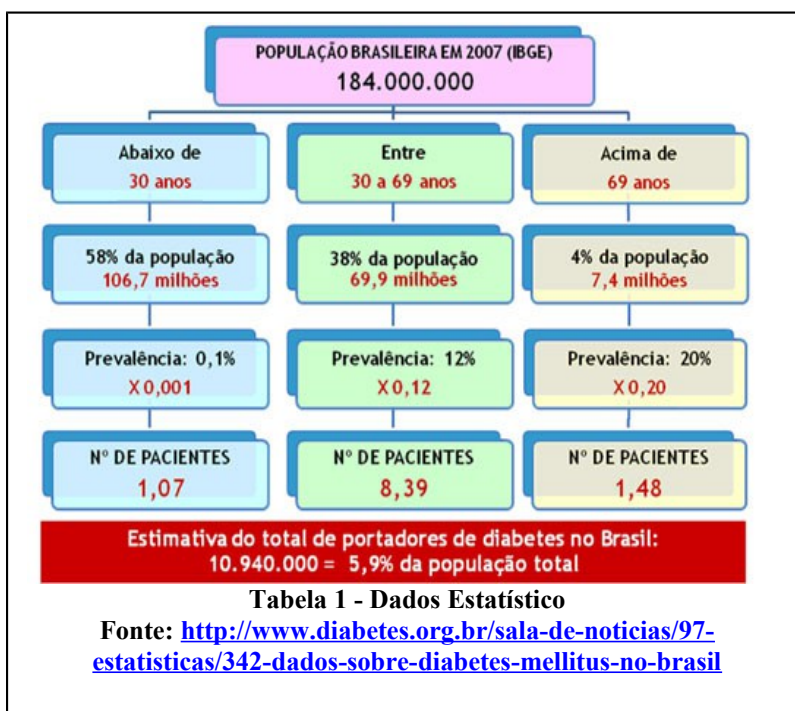 POPULAÇÃO BRASILEIRA EM 2007 (IBGE)
184.000.000
Abaixo de
30 anos
Entre
30 a 69 anos
Acima de
69 anos
58% da população
106,7 milhões
38% da população
69,9 milhões
4% da população
7,4 milhões
Prevalência: 0,1%
X 0,001
Prevalência: 12%
X 0,12
Prevalência: 20%
X 0,20
Nº DE PACIENTES
1,07
Nº DE PACIENTES
8,39
Nº DE PACIENTES
1,48
Estimativa do total de portadores de diabetes no Brasil:
10.940.000 = 5,9% da população total
Tabela 1 - Dados Estatístico
Fonte: http://www.diabetes.org.br/sala-de-noticias/97-
estatisticas/342-dados-sobre-diabetes-mellitus-no-brasil